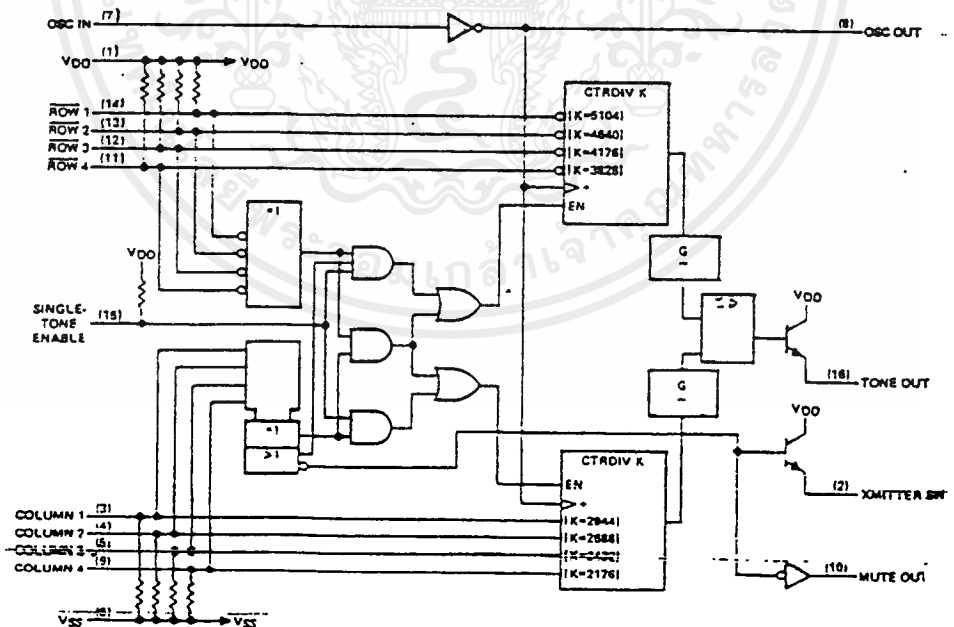 OSC IN (7)
(8) OSC OUT
VDD (1) VDD
CTRDIV K
ROW 1 (14)
[K=5104]
ROW 2 (13)
[K=4640]
ROW 3 (12)
[K=4176]
ROW 4 (11)
[K=3828]
+
EN
=1
VDD
G
SINGLE-TONE ENABLE (15)
VDD
(16) TONE OUT
G
VDD
=1
>1
CTRDIV K
EN
(2) XMITTER SW
+
COLUMN 1 (3)
[K=2944]
COLUMN 2 (4)
[K=2688]
COLUMN 3 (5)
COLUMN 4 (9)
[K=2176]
(10) MUTE OUT
VSS (6) VSS